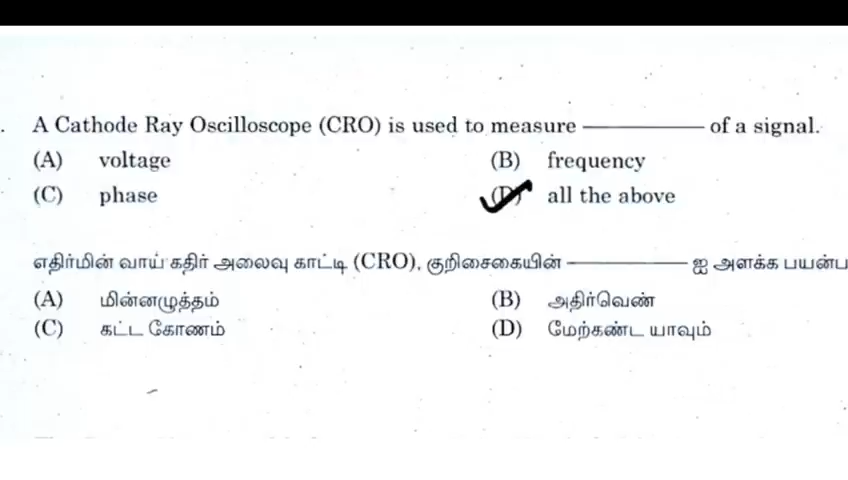 . A Cathode Ray Oscilloscope (CRO) is used to measure ———— of a signal.
(A) voltage (B) frequency
(C) phase (D) all the above
எதிர்மின் வாய் கதிர் அலைவு காட்டி (CRO), குறிசைகையின் ———— ஐ அளக்க பயன்ப
(A) மின்னழுத்தம் (B) அதிர்வெண்
(C) கட்ட கோணம் (D) மேற்கண்ட யாவும்